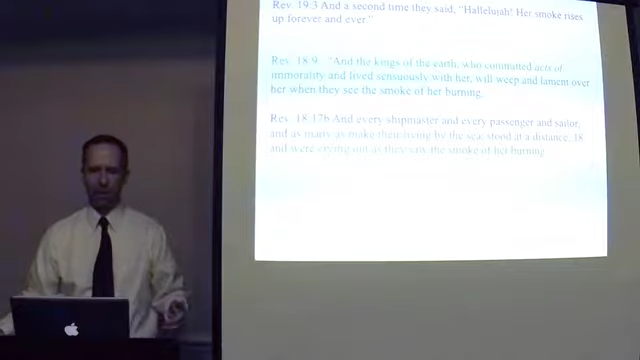 Rev. 19:3 And a second time they said, "Hallelujah! Her smoke rises
up forever and ever."
Rev. 18:9 "And the kings of the earth, who committed acts of
immorality and lived sensuously with her, will weep and lament over
her when they see the smoke of her burning,
Rev. 18:17b And every shipmaster and every passenger and sailor,
and as many as make their living by the sea, stood at a distance, 18
and were crying out as they saw the smoke of her burning